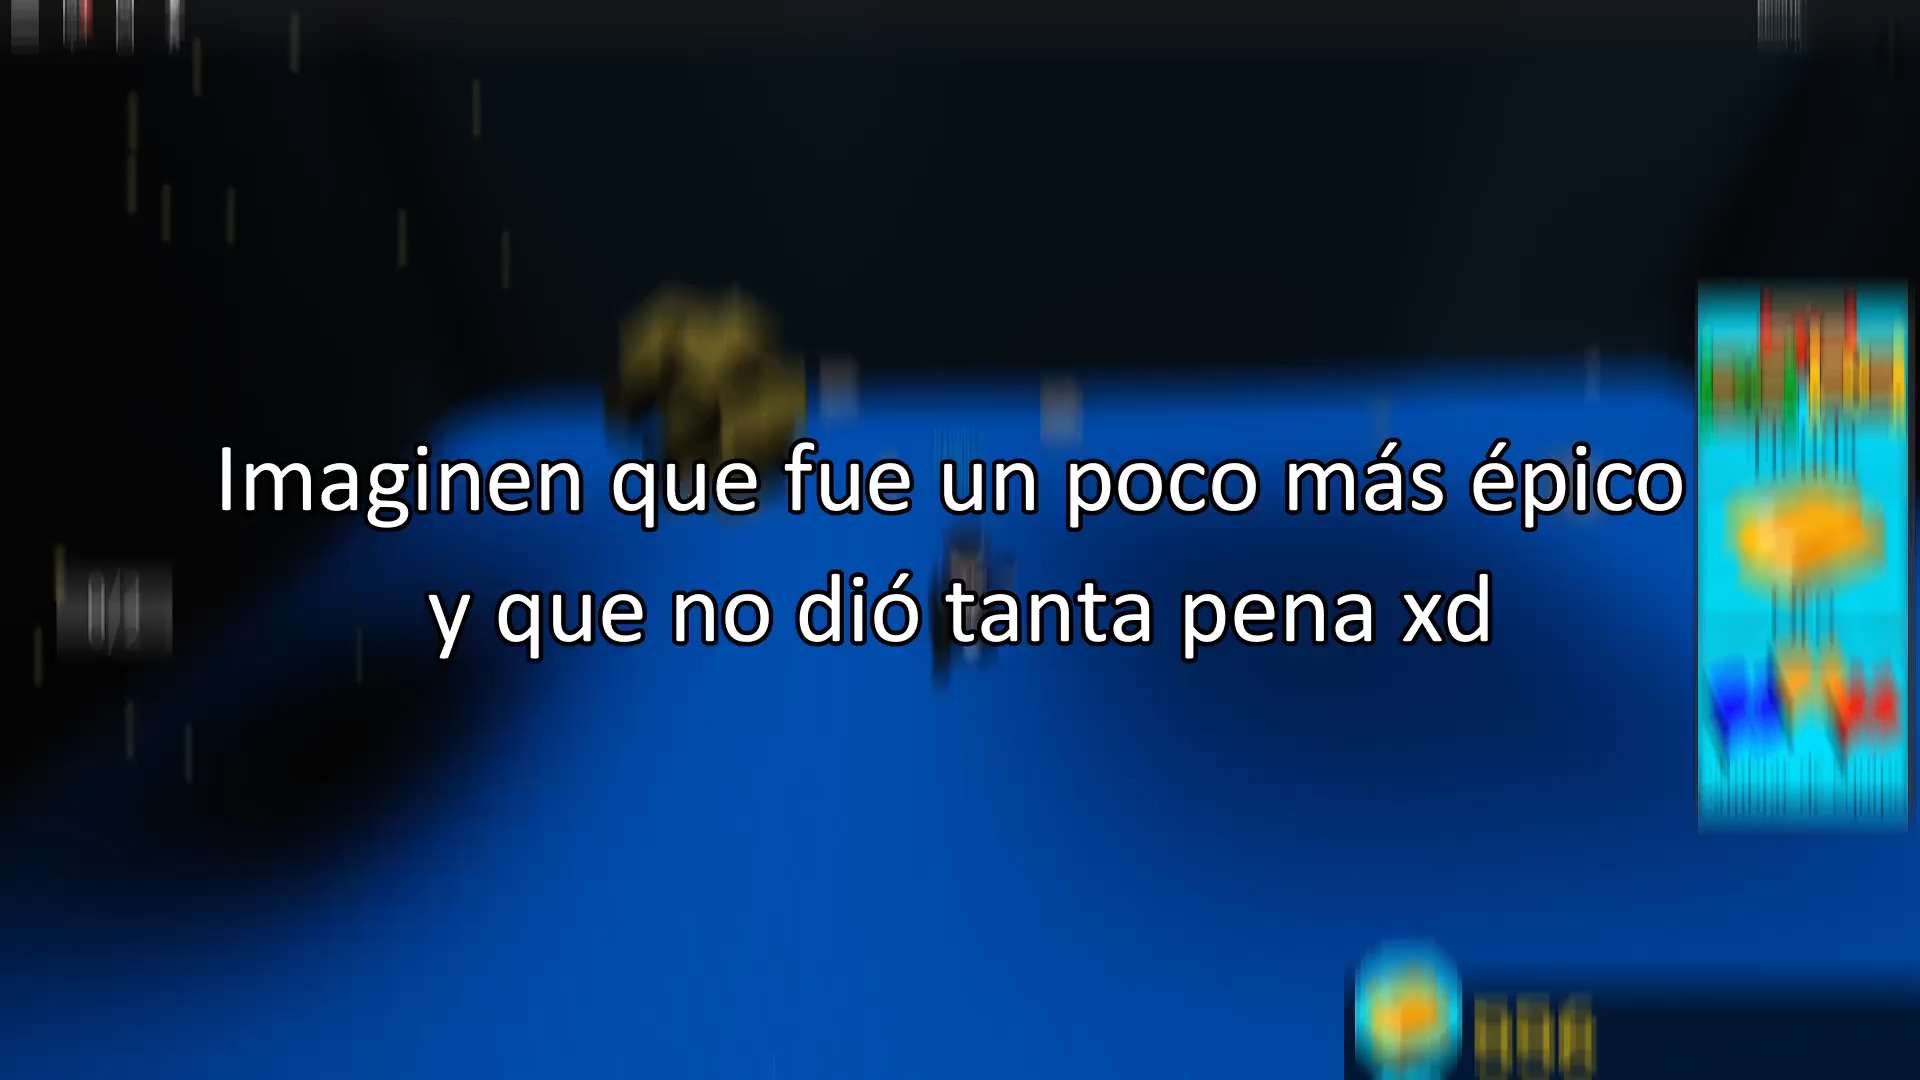 Imaginen que fue un poco más épico
y que no dió tanta pena xd